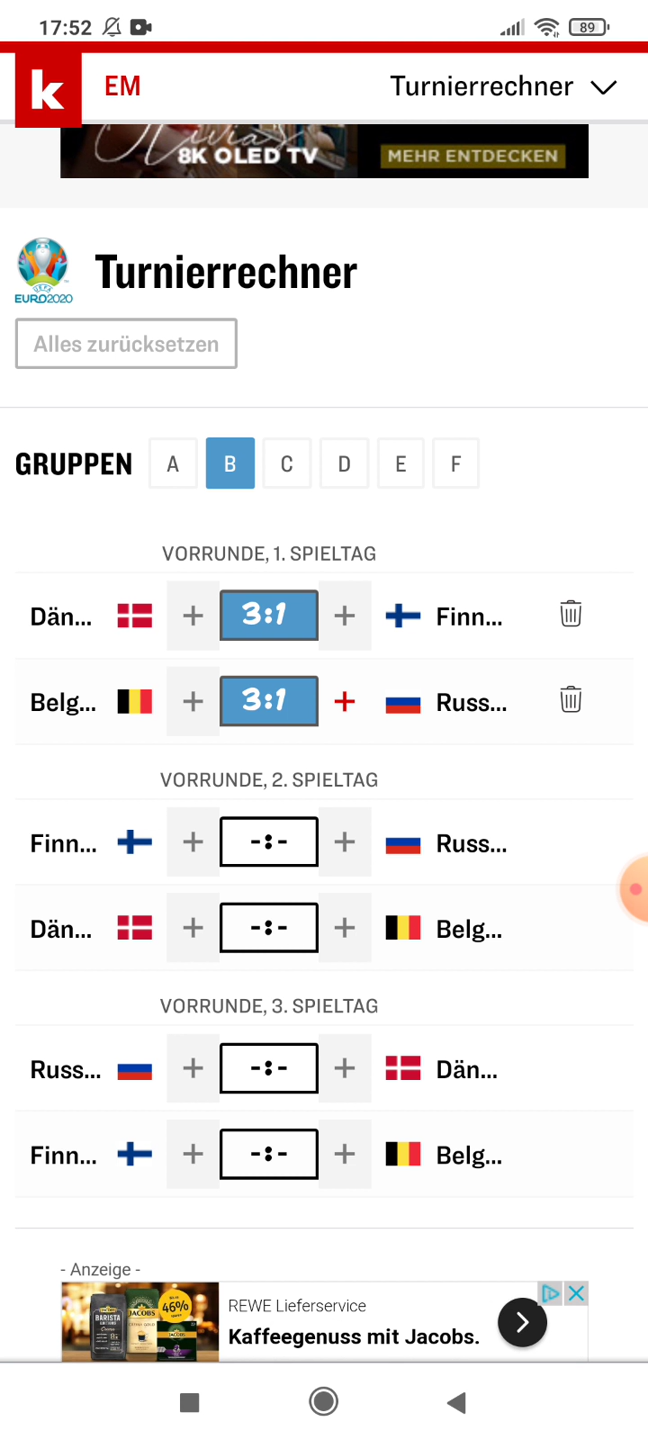 17:52
89
k EM Turnierrechner
8K OLED TV MEHR ENTDECKEN
UEFA
EURO2020
Turnierrechner
Alles zurücksetzen
GRUPPEN A B C D E F
VORRUNDE, 1. SPIELTAG
Dän... + 3:1 + Finn...
Belg... + 3:1 + Russ...
VORRUNDE, 2. SPIELTAG
Finn... + -:- + Russ...
Dän... + -:- + Belg...
VORRUNDE, 3. SPIELTAG
Russ... + -:- + Dän...
Finn... + -:- + Belg...
- Anzeige -
BARISTA
JACOBS
46%
REWE Lieferservice
Kaffeegenuss mit Jacobs.